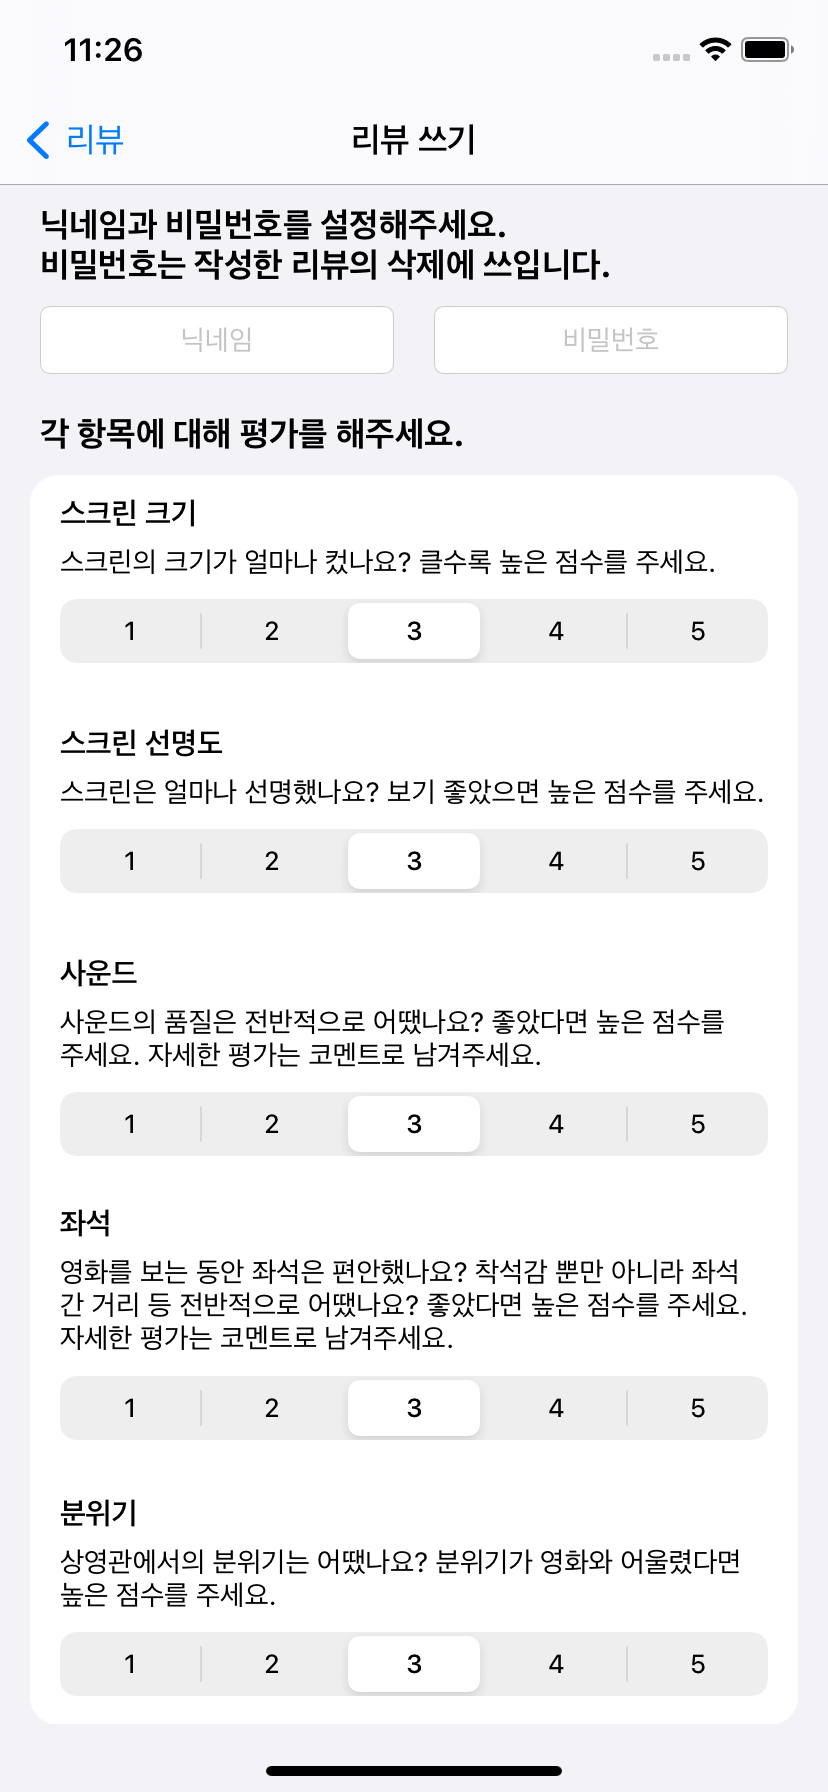 11:26
리뷰
리뷰 쓰기
닉네임과 비밀번호를 설정해주세요.
비밀번호는 작성한 리뷰의 삭제에 쓰입니다.
닉네임 비밀번호
각 항목에 대해 평가를 해주세요.
스크린 크기
스크린의 크기가 얼마나 컸나요? 클수록 높은 점수를 주세요.
1 2 3 4 5
스크린 선명도
스크린은 얼마나 선명했나요? 보기 좋았으면 높은 점수를 주세요.
1 2 3 4 5
사운드
사운드의 품질은 전반적으로 어땠나요? 좋았다면 높은 점수를
주세요. 자세한 평가는 코멘트로 남겨주세요.
1 2 3 4 5
좌석
영화를 보는 동안 좌석은 편안했나요? 착석감 뿐만 아니라 좌석
간 거리 등 전반적으로 어땠나요? 좋았다면 높은 점수를 주세요.
자세한 평가는 코멘트로 남겨주세요.
1 2 3 4 5
분위기
상영관에서의 분위기는 어땠나요? 분위기가 영화와 어울렸다면
높은 점수를 주세요.
1 2 3 4 5